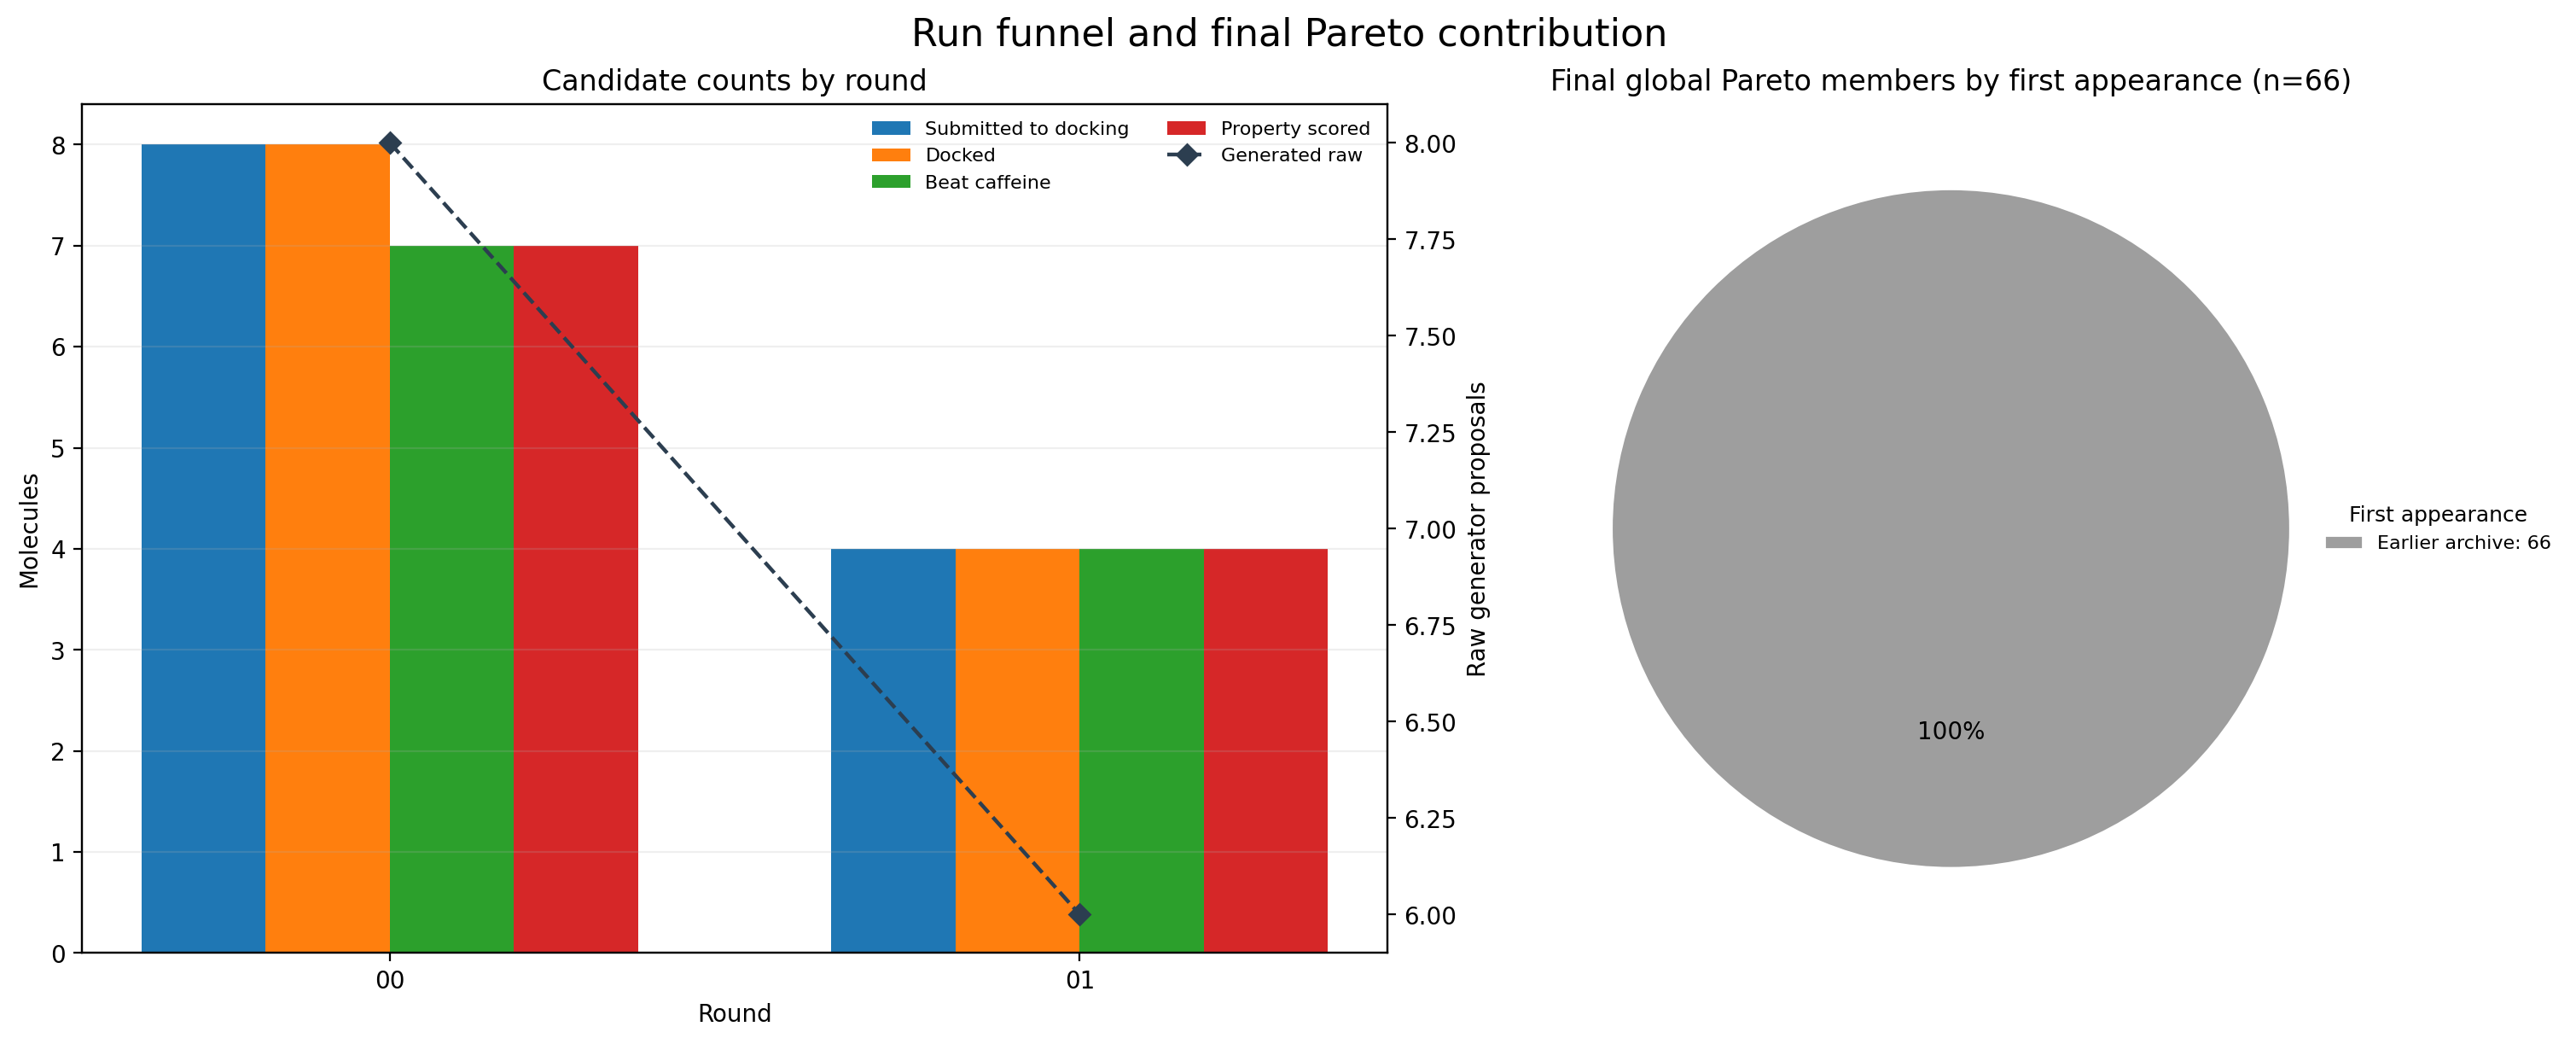 Run funnel and final Pareto contribution
Candidate counts by round
Submitted to docking
Docked
Beat caffeine
Property scored
Generated raw
8
7
6
5
4
3
2
1
0
Molecules
00
01
Round
8.00
7.75
7.50
7.25
7.00
6.75
6.50
6.25
6.00
Raw generator proposals
Final global Pareto members by first appearance (n=66)
100%
First appearance
Earlier archive: 66